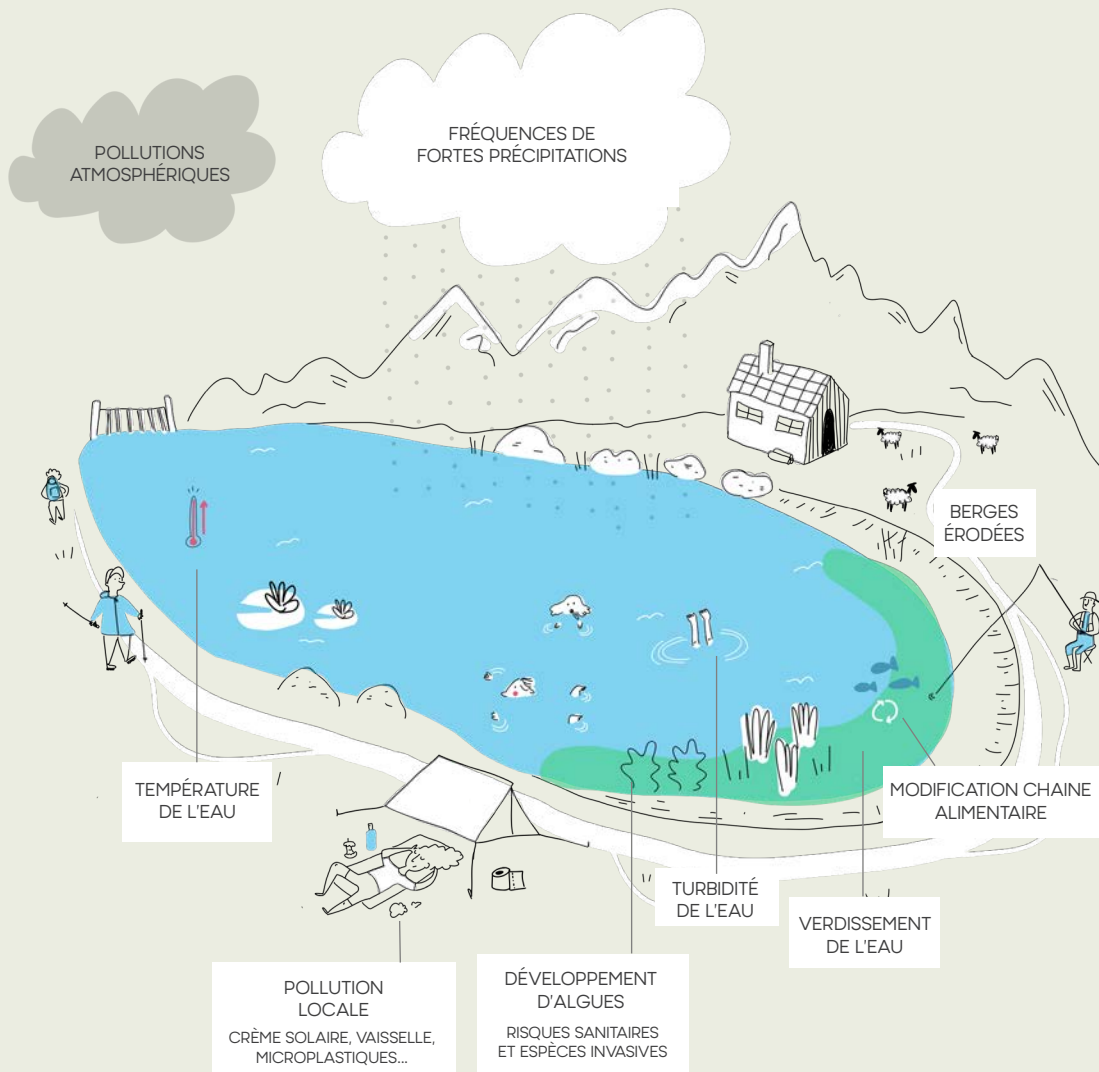 POLLUTIONS
ATMOSPHÉRIQUES
FRÉQUENCES DE
FORTES PRÉCIPITATIONS
BERGES
ÉRODÉES
TEMPÉRATURE
DE L'EAU
MODIFICATION CHAINE
ALIMENTAIRE
TURBIDITÉ
DE L'EAU
VERDISSEMENT
DE L'EAU
POLLUTION
LOCALE
CRÈME SOLAIRE, VAISSELLE,
MICROPLASTIQUES...
DÉVELOPPEMENT
D'ALGUES
RISQUES SANITAIRES
ET ESPÈCES INVASIVES